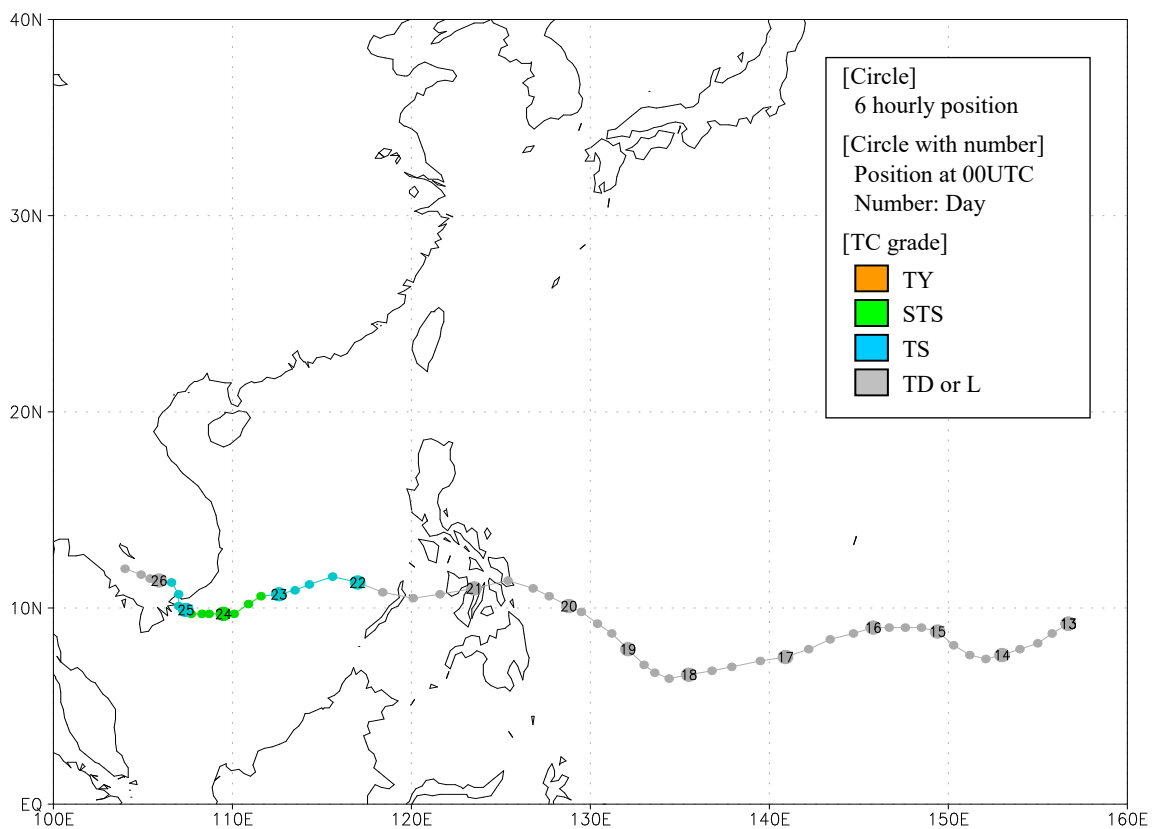 40N
30N
20N
10N
EQ
100E 110E 120E 130E 140E 150E 160E
[Circle]
6 hourly position
[Circle with number]
Position at 00UTC
Number: Day
[TC grade]
TY
STS
TS
TD or L
26
25
24
23
22
21
20
19
18
17
16
15
14
13